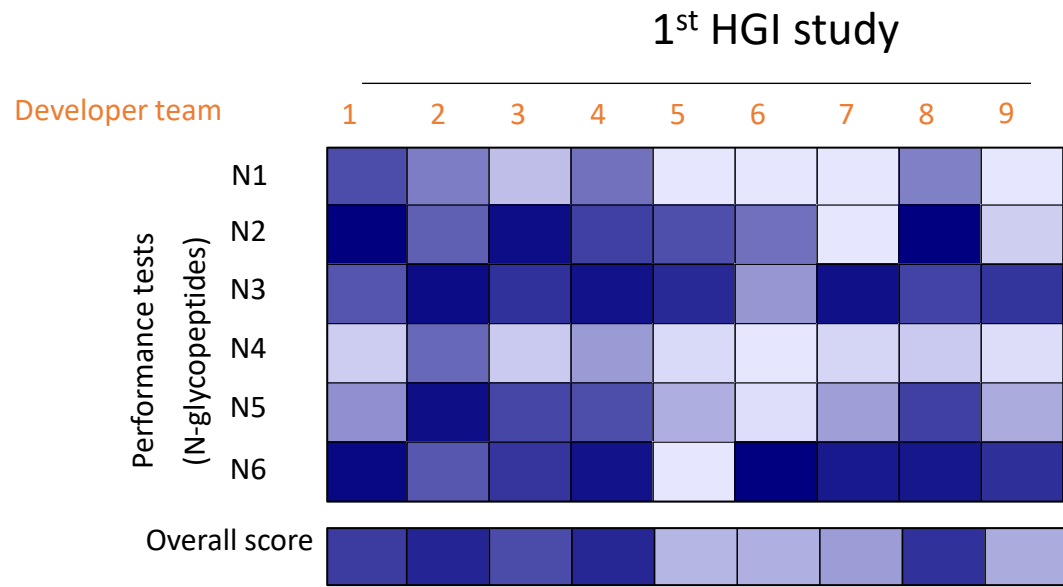 1st HGI study
Developer team 1 2 3 4 5 6 7 8 9
Performance tests
(N-glycopeptides)
N1
N2
N3
N4
N5
N6
Overall score